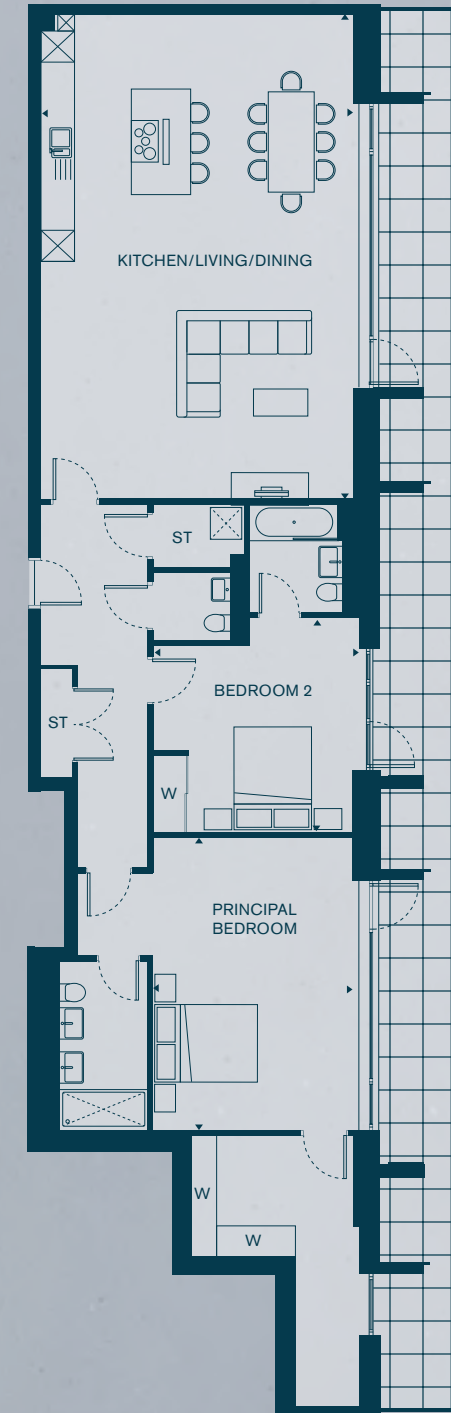 KITCHEN/LIVING/DINING
ST
BEDROOM 2
ST
W
PRINCIPAL
BEDROOM
W
W